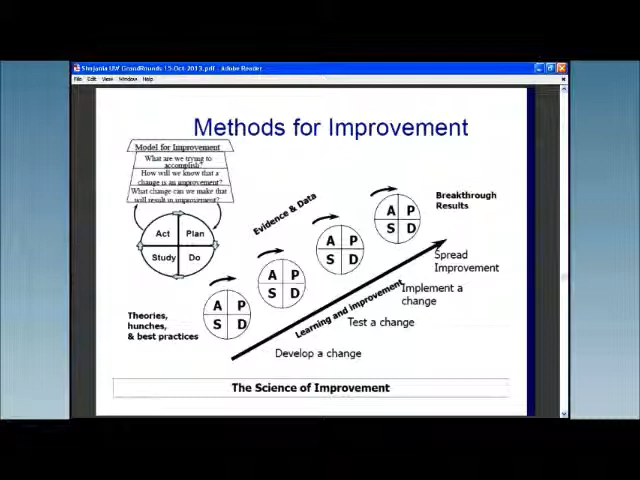 Sherjania UW GrandRounds 15-Oct-2013.pdf - Adobe Reader
File Edit View Window Help
Methods for Improvement
Model for Improvement
What are we trying to
accomplish?
How will we know that a
change is an improvement?
What change can we make that
will result in improvement?
Act Plan
Study Do
Evidence & Data
Breakthrough
Results
A P
S D
A P
S D
A P
S D
A P
S D
Spread
Improvement
Implement a
change
Learning and improvement
Test a change
Theories,
hunches,
& best practices
Develop a change
The Science of Improvement